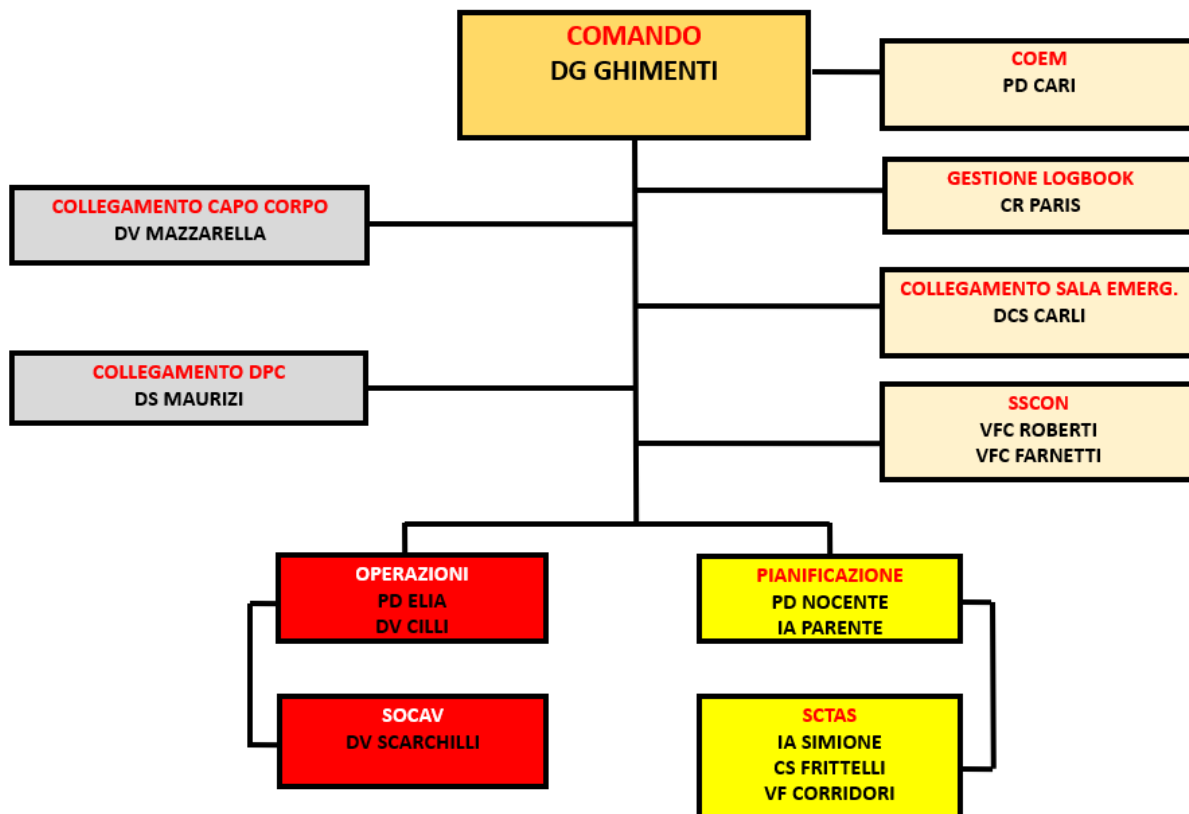 COMANDO
DG GHIMENTI
COEM
PD CARI
GESTIONE LOGBOOK
CR PARIS
COLLEGAMENTO CAPO CORPO
DV MAZZARELLA
COLLEGAMENTO SALA EMERG.
DCS CARLI
COLLEGAMENTO DPC
DS MAURIZI
SSCON
VFC ROBERTI
VFC FARNETTI
OPERAZIONI
PD ELIA
DV CILLI
PIANIFICAZIONE
PD NOCENTE
IA PARENTE
SOCAV
DV SCARCHILLI
SCTAS
IA SIMIONE
CS FRITTELLI
VF CORRIDORI